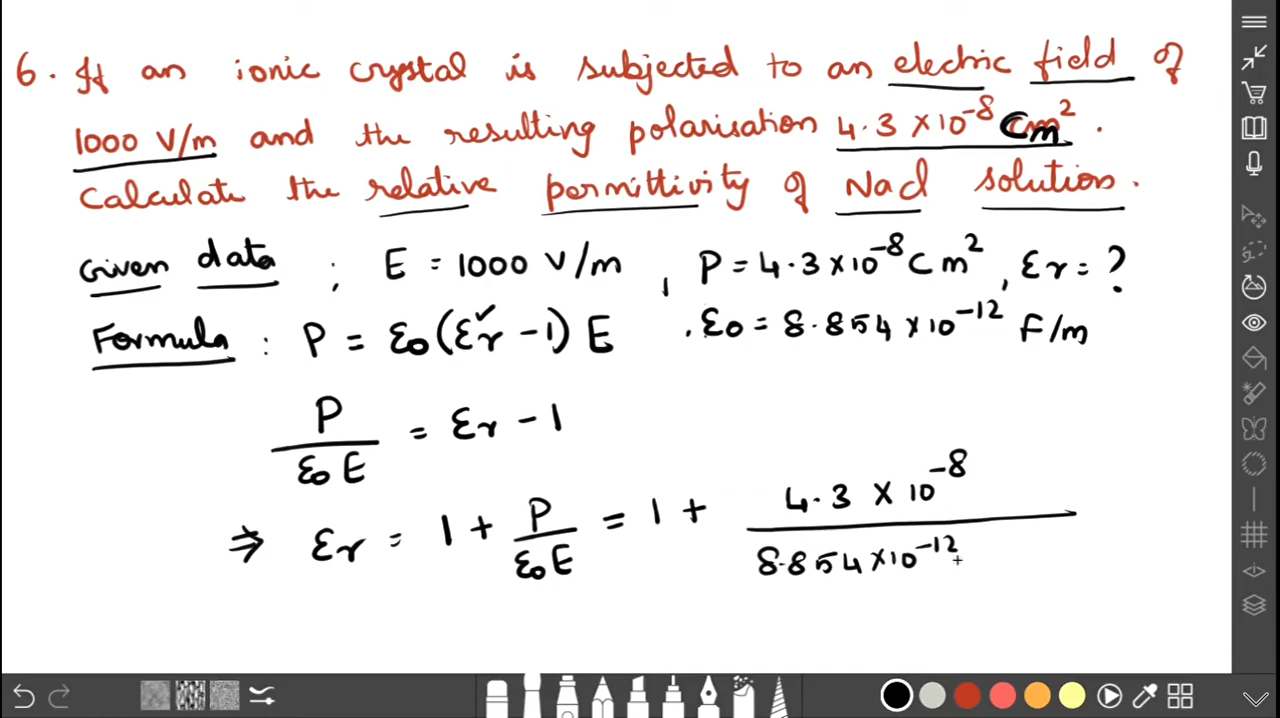 6. If an ionic crystal is subjected to an electric field of
1000 V/m and the resulting polarisation 4.3 ×10⁻⁸ Cm².
Calculate the relative permittivity of Nacl solution.
Given data : E = 1000 V/m, P = 4.3×10⁻⁸ Cm², εr = ?
Formula : P = ε₀(εr - 1) E . ε₀ = 8.854 ×10⁻¹² F/m
P/ε₀E = εr - 1
⇒ εr = 1 + P/ε₀E = 1 + 4.3 × 10⁻⁸/8.854×10⁻¹²